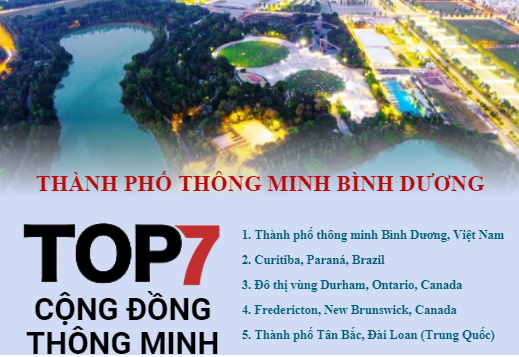 THÀNH PHỐ THÔNG MINH BÌNH DƯƠNG
TOP7
CỘNG ĐỒNG
THÔNG MINH
1. Thành phố thông minh Bình Dương, Việt Nam
2. Curitiba, Paraná, Brazil
3. Đô thị vùng Durham, Ontario, Canada
4. Fredericton, New Brunswick, Canada
5. Thành phố Tân Bắc, Đài Loan (Trung Quốc)